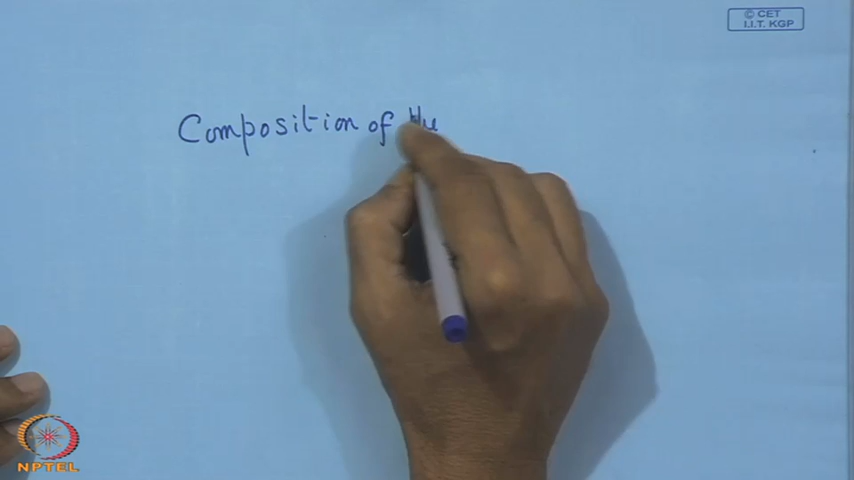 © CET
I.I.T. KGP
Composition of the
NPTEL